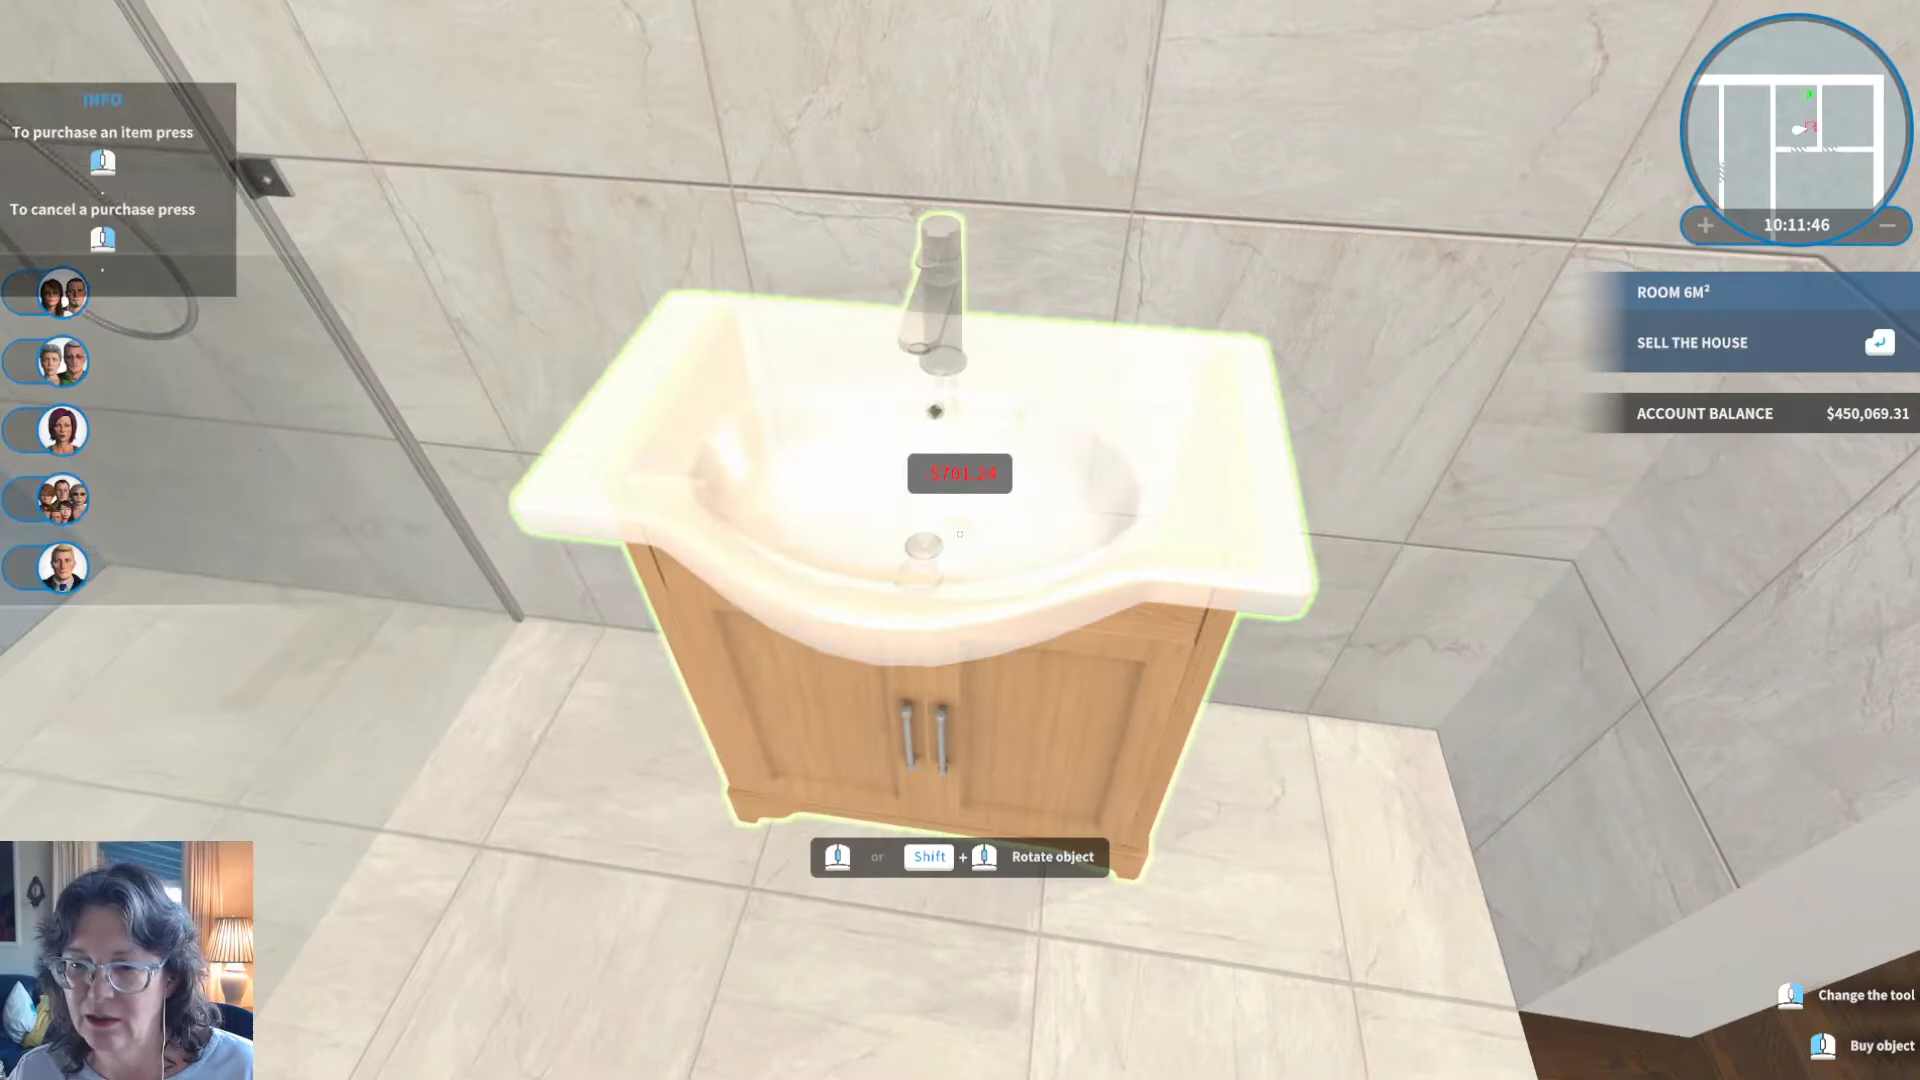 INFO
To purchase an item press
.
To cancel a purchase press
.
10:11:46
ROOM 6M²
SELL THE HOUSE
ACCOUNT BALANCE $450,069.31
-$701.24
or Shift + Rotate object
Change the tool
Buy object